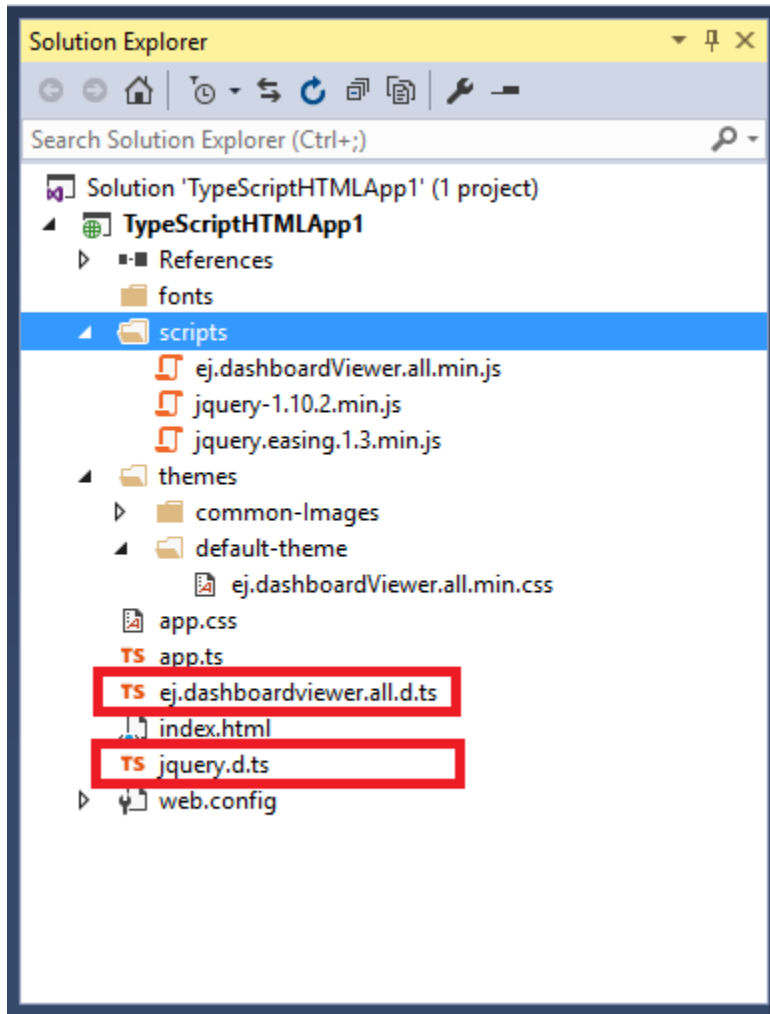 Solution Explorer
Search Solution Explorer (Ctrl+;)
Solution 'TypeScriptHTMLApp1' (1 project)
TypeScriptHTMLApp1
References
fonts
scripts
ej.dashboardViewer.all.min.js
jquery-1.10.2.min.js
jquery.easing.1.3.min.js
themes
common-Images
default-theme
ej.dashboardViewer.all.min.css
app.css
TS app.ts
TS ej.dashboardviewer.all.d.ts
index.html
TS jquery.d.ts
web.config